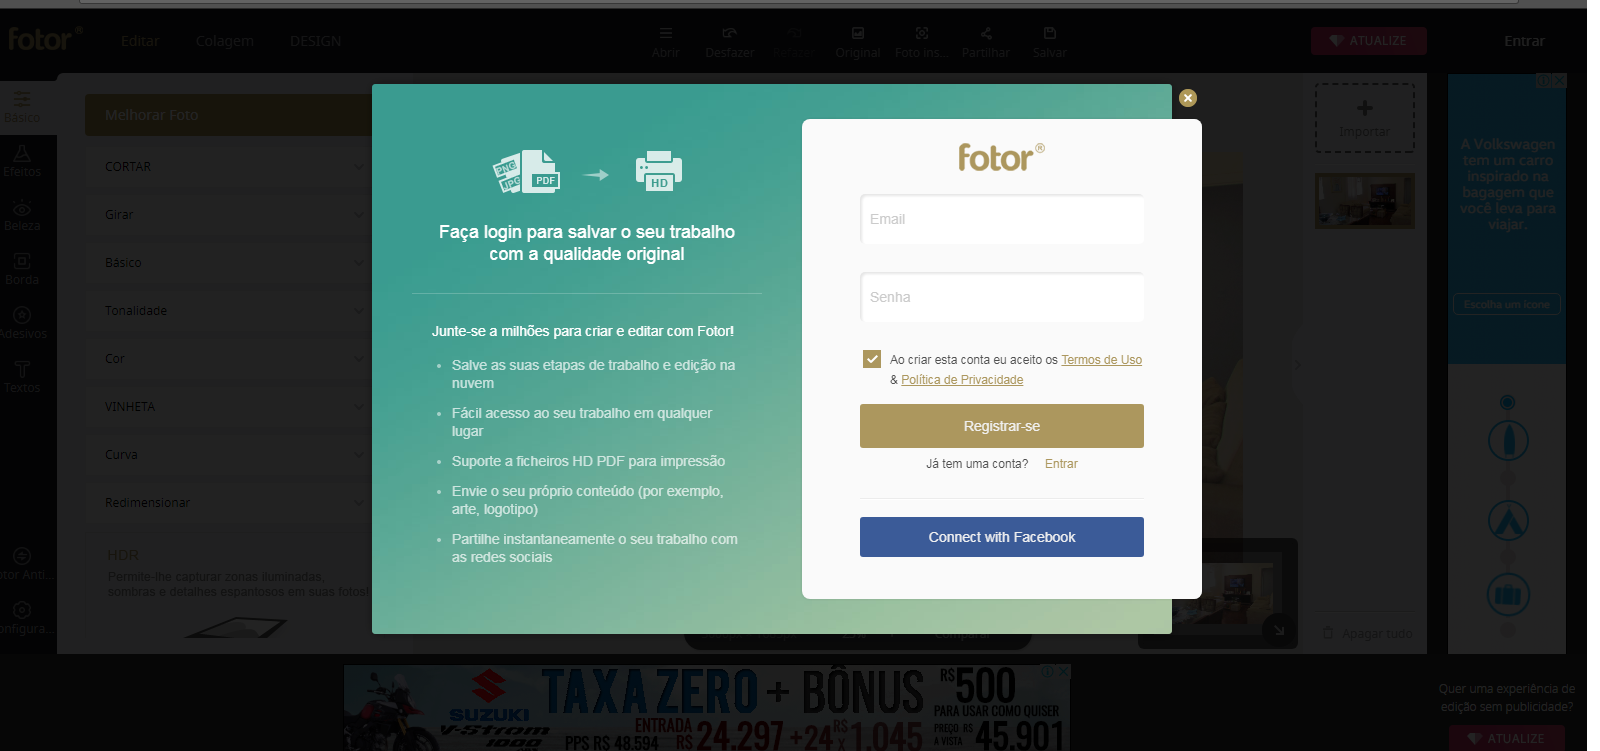 fotor®
Editar
Colagem
DESIGN
Abrir
Desfazer
Original
Foto ins...
Partilhar
Salvar
ATUALIZE
Entrar
Básico
Efeitos
Beleza
Borda
Adesivos
Textos
Melhorar Foto
CORTAR
Girar
Básico
Tonalidade
Cor
VINHETA
Curva
Redimensionar
HDR
Permite-lhe capturar zonas iluminadas,
sombras e detalhes espantosos em suas fotos!
PNG
JPG
PDF
HD
Faça login para salvar o seu trabalho
com a qualidade original
Junte-se a milhões para criar e editar com Fotor!
• Salve as suas etapas de trabalho e edição na
nuvem
• Fácil acesso ao seu trabalho em qualquer
lugar
• Suporte a ficheiros HD PDF para impressão
• Envie o seu próprio conteúdo (por exemplo,
arte, logotipo)
• Partilhe instantaneamente o seu trabalho com
as redes sociais
fotor®
Email
Senha
Ao criar esta conta eu aceito os Termos de Uso
& Política de Privacidade
Registrar-se
Já tem uma conta? Entrar
Connect with Facebook
Importar
Apagar tudo
A Volkswagen
tem um carro
inspirado na
bagagem que
você leva para
viajar.
Escolha um ícone
SUZUKI
V-Strom
1000
TAXA ZERO + BÔNUS R$ 500
PARA USAR COMO QUISER
ENTRADA
PPS R$ 48.594 R$ 24.297 +24 X R$ 1.045
PREÇO R$
A VISTA 45.901
Quer uma experiência de
edição sem publicidade?
ATUALIZE